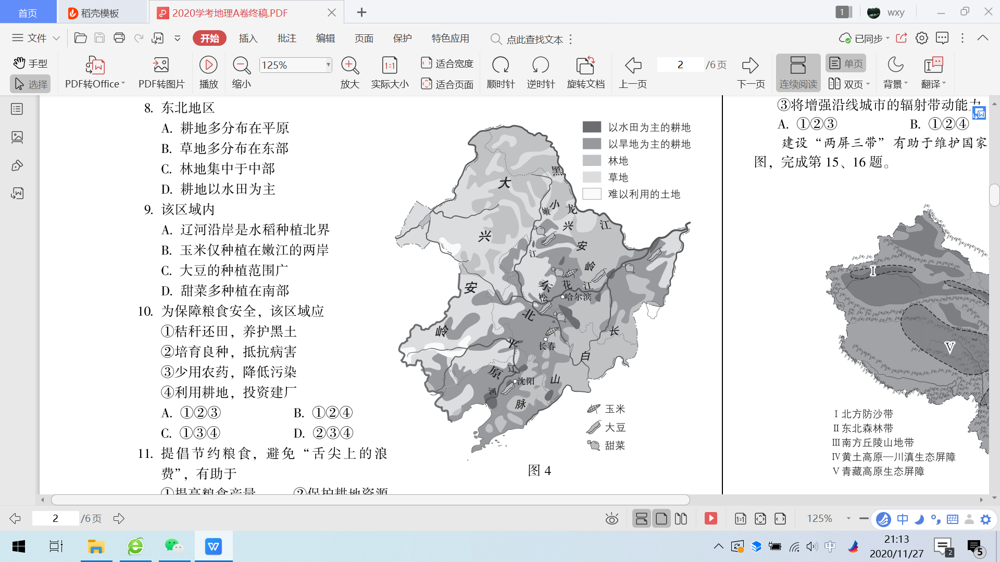 首页
稻壳模板
2020学考地理A卷终稿.PDF
1
wxy
文件
开始
插入
批注
编辑
页面
保护
特色应用
点此查找文本
已同步
手型
选择
PDF转Office
PDF转图片
播放
缩小
125%
放大
1:1
实际大小
适合宽度
适合页面
顺时针
逆时针
旋转文档
上一页
2
/6页
下一页
连续阅读
单页
双页
背景
翻译
8. 东北地区
A. 耕地多分布在平原
B. 草地多分布在东部
C. 林地集中于中部
D. 耕地以水田为主
9. 该区域内
A. 辽河沿岸是水稻种植北界
B. 玉米仅种植在嫩江的两岸
C. 大豆的种植范围广
D. 甜菜多种植在南部
10. 为保障粮食安全，该区域应
①秸秆还田，养护黑土
②培育良种，抵抗病害
③少用农药，降低污染
④利用耕地，投资建厂
A. ①②③
B. ①②④
C. ①③④
D. ②③④
11. 提倡节约粮食，避免“舌尖上的浪
费”，有助于
①提高粮食产量
②保护耕地资源
以水田为主的耕地
以旱地为主的耕地
林地
草地
难以利用的土地
大
兴
安
岭
小
兴
安
岭
黑
龙
江
嫩
江
松
花
江
哈尔滨
东
北
平
原
长春
长
白
山
脉
辽
河
沈阳
玉米
大豆
甜菜
图 4
③将增强沿线城市的辐射带动能力
A. ①②③
B. ①②④
建设“两屏三带”有助于维护国家
图，完成第 15、16 题。
Ⅰ
Ⅴ
Ⅰ北方防沙带
Ⅱ东北森林带
Ⅲ南方丘陵山地带
Ⅳ黄土高原—川滇生态屏障
Ⅴ青藏高原生态屏障
2
/6页
1:1
125%
中
中
21:13
2020/11/27
2
5